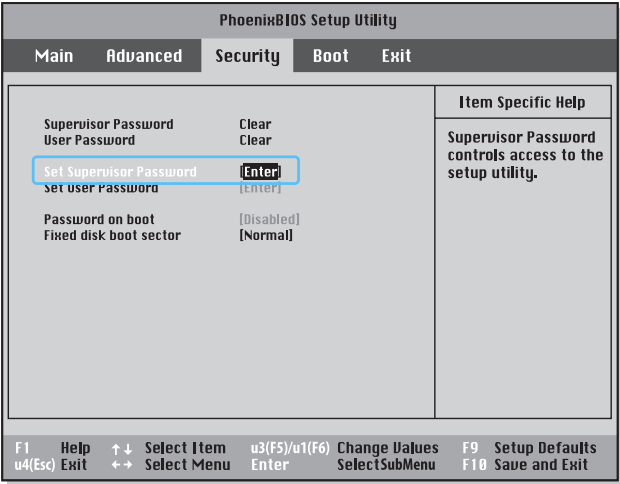 PhoenixBIOS Setup Utility
Main Advanced Security Boot Exit
Item Specific Help
Supervisor Password Clear
User Password Clear
Supervisor Password
controls access to the
setup utility.
Set Supervisor Password [Enter]
Set User Password [Enter]
Password on boot [Disabled]
Fixed disk boot sector [Normal]
F1 Help ↑↓ Select Item u3(F5)/u1(F6) Change Values F9 Setup Defaults
u4(Esc) Exit ←→ Select Menu Enter SelectSubMenu F10 Save and Exit